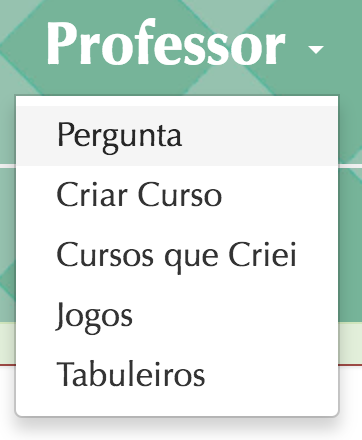 Professor
Pergunta
Criar Curso
Cursos que Criei
Jogos
Tabuleiros